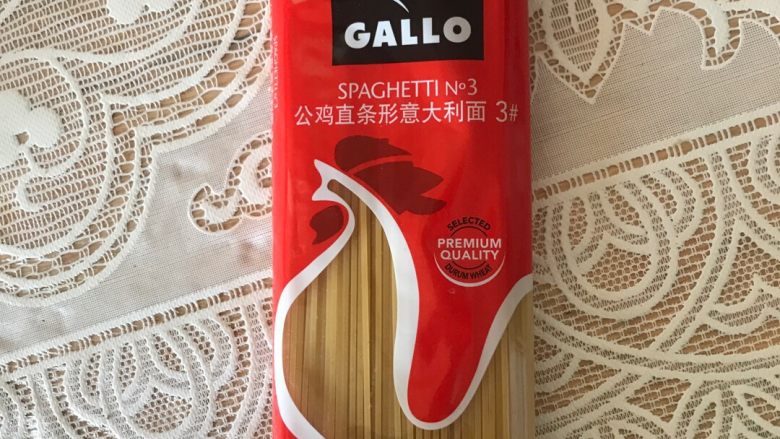 GALLO
SPAGHETTI Nº3
公鸡直条形意大利面 3#
SELECTED
PREMIUM
QUALITY
DURUM WHEAT